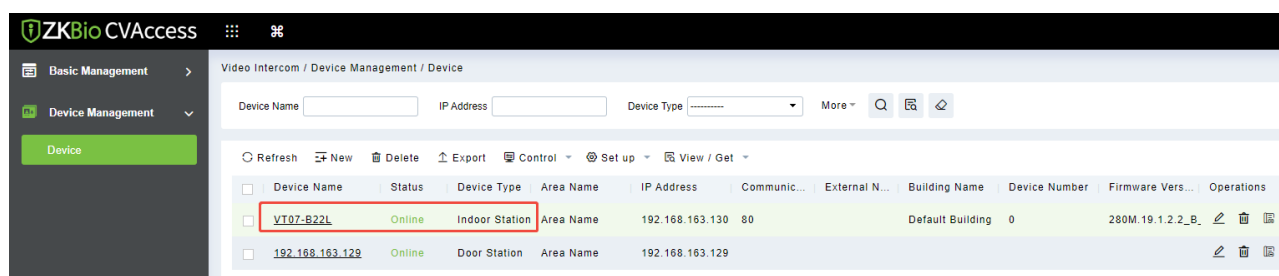 ZKBio CVAccess
Basic Management
Video Intercom / Device Management / Device
Device Management
Device Name IP Address Device Type ---------- More
Device
Refresh New Delete Export Control Set up View / Get
Device Name Status Device Type Area Name IP Address Communic... External N... Building Name Device Number Firmware Vers... Operations
VT07-B22L Online Indoor Station Area Name 192.168.163.130 80 Default Building 0 280M.19.1.2.2_B_
192.168.163.129 Online Door Station Area Name 192.168.163.129